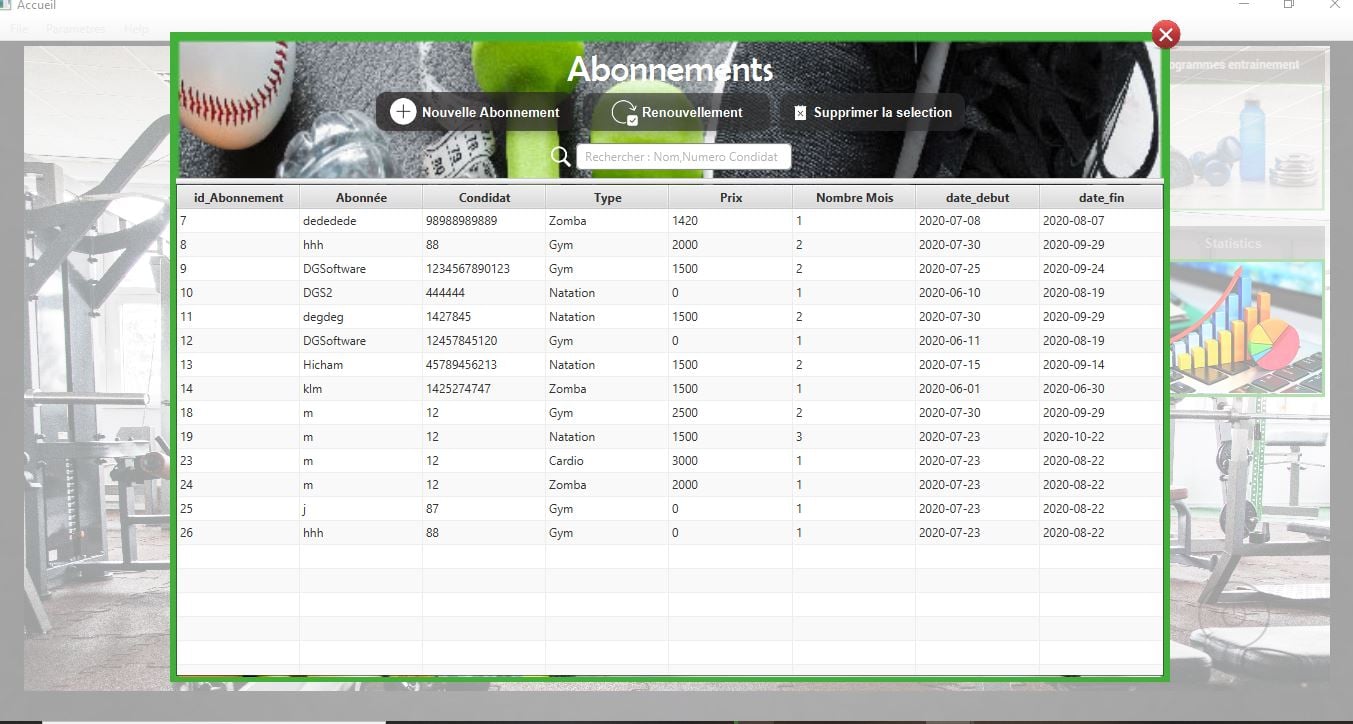 Accueil
File Parametres Help
Abonnements
Nouvelle Abonnement Renouvellement Supprimer la selection
Rechercher : Nom,Numero Condidat
entrainement
Statistics
id_Abonnement Abonnée Condidat Type Prix Nombre Mois date_debut date_fin
7 dededede 98988989889 Zomba 1420 1 2020-07-08 2020-08-07
8 hhh 88 Gym 2000 2 2020-07-30 2020-09-29
9 DGSoftware 1234567890123 Gym 1500 2 2020-07-25 2020-09-24
10 DGS2 444444 Natation 0 1 2020-06-10 2020-08-19
11 degdeg 1427845 Natation 1500 2 2020-07-30 2020-09-29
12 DGSoftware 12457845120 Gym 0 1 2020-06-11 2020-08-19
13 Hicham 45789456213 Natation 1500 2 2020-07-15 2020-09-14
14 klm 1425274747 Zomba 1500 1 2020-06-01 2020-06-30
18 m 12 Gym 2500 2 2020-07-30 2020-09-29
19 m 12 Natation 1500 3 2020-07-23 2020-10-22
23 m 12 Cardio 3000 1 2020-07-23 2020-08-22
24 m 12 Zomba 2000 1 2020-07-23 2020-08-22
25 j 87 Gym 0 1 2020-07-23 2020-08-22
26 hhh 88 Gym 0 1 2020-07-23 2020-08-22